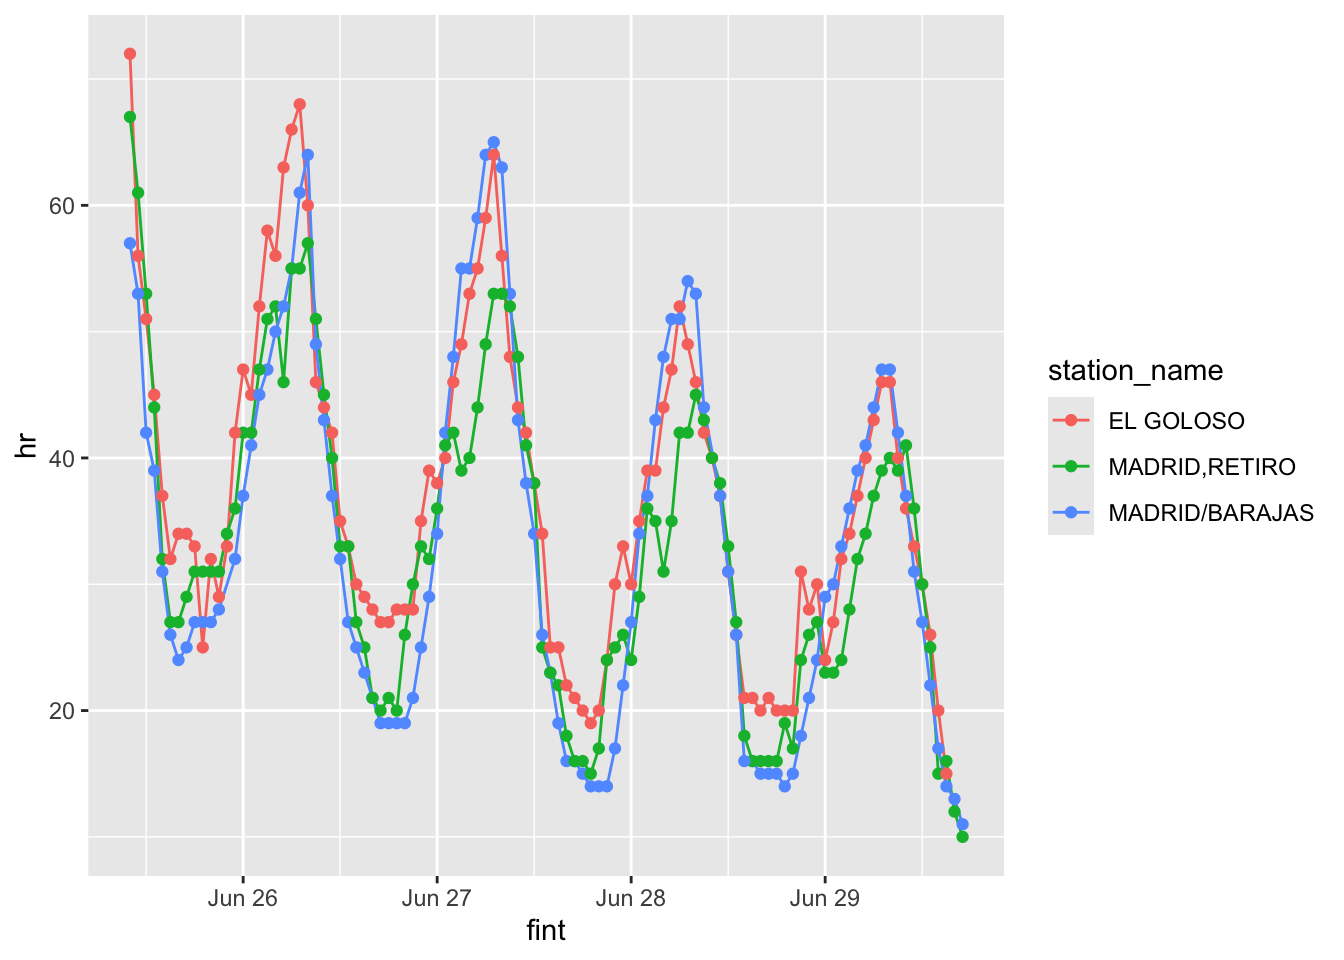 60
40
20
hr
Jun 26
Jun 27
Jun 28
Jun 29
fint
station_name
EL GOLOSO
MADRID,RETIRO
MADRID/BARAJAS